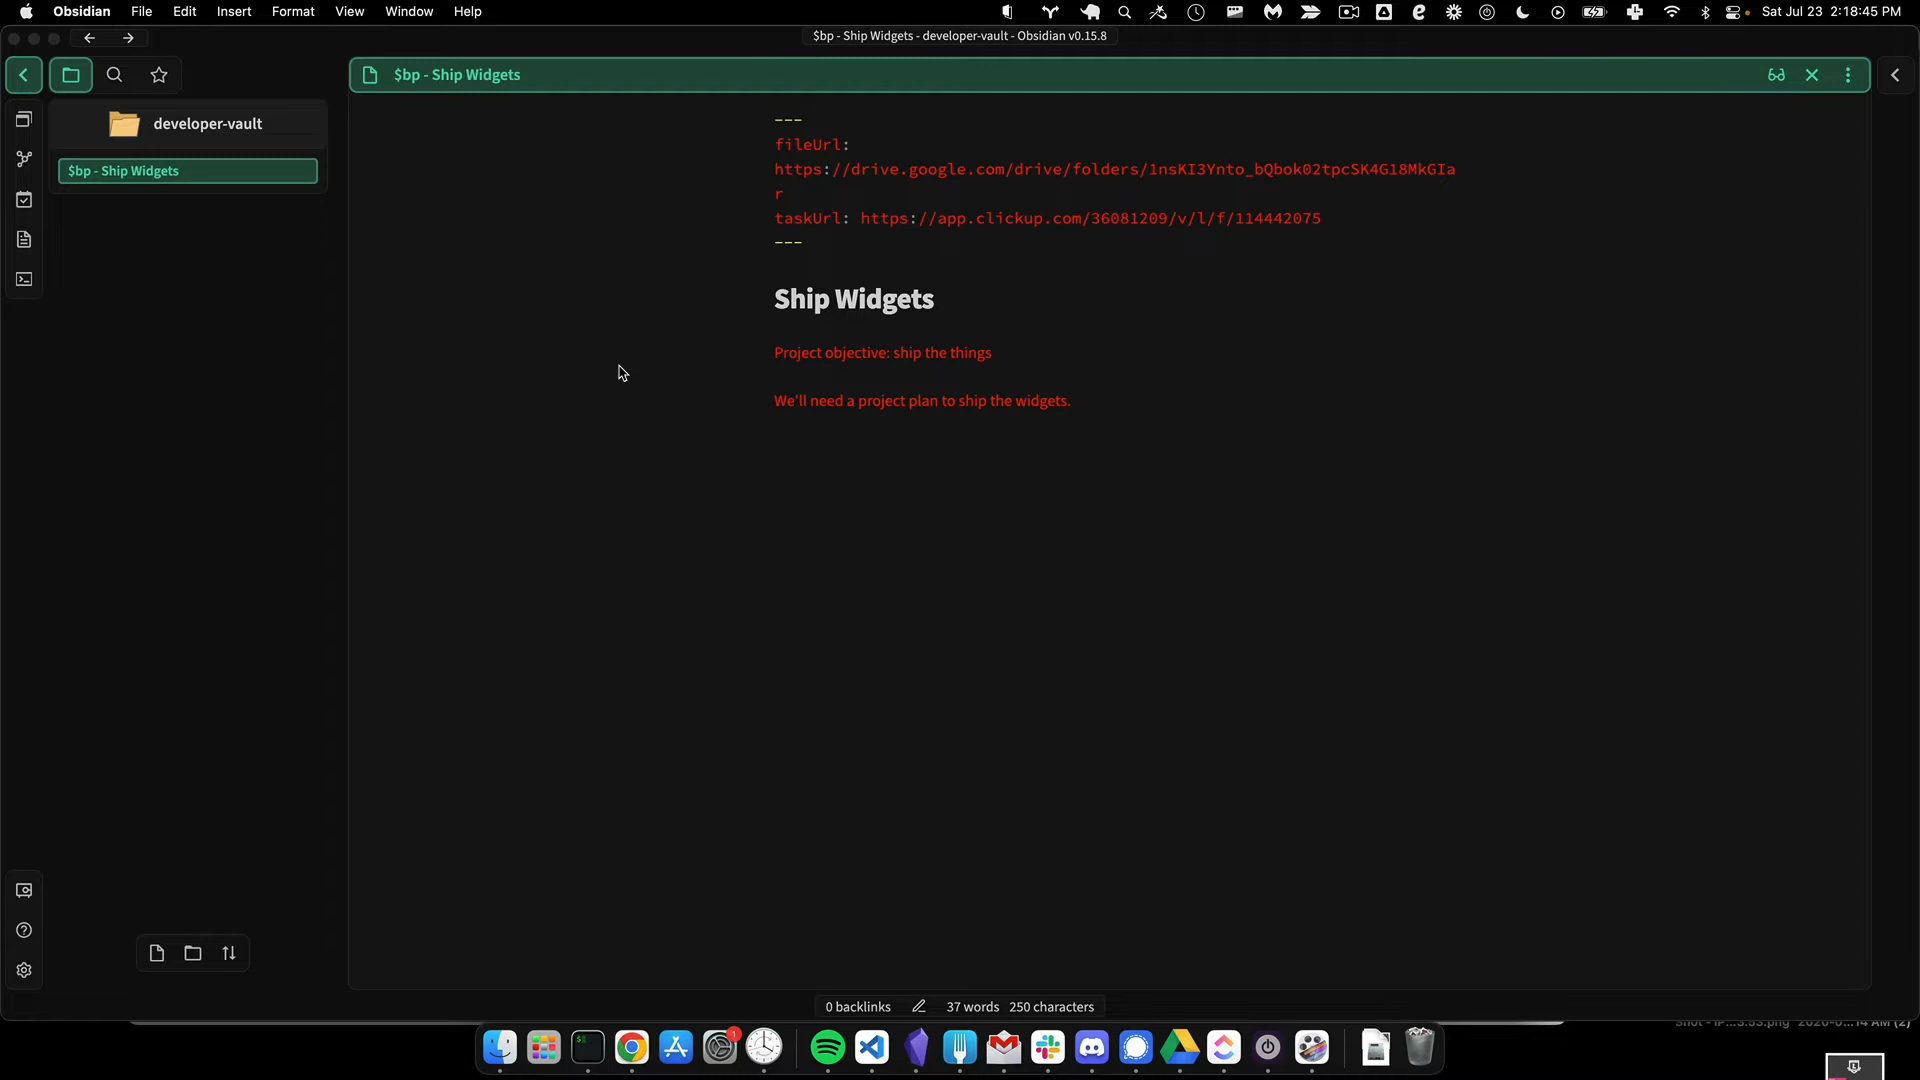 Obsidian File Edit Insert Format View Window Help Sat Jul 23 2:18:45 PM
$bp - Ship Widgets - developer-vault - Obsidian v0.15.8
$bp - Ship Widgets
developer-vault
$bp - Ship Widgets
---
fileUrl:
https://drive.google.com/drive/folders/1nsKI3Ynto_bQbok02tpcSK4G18MkGIa
r
taskUrl: https://app.clickup.com/36081209/v/l/f/114442075
---
Ship Widgets
Project objective: ship the things
We'll need a project plan to ship the widgets.
0 backlinks 37 words 250 characters
1